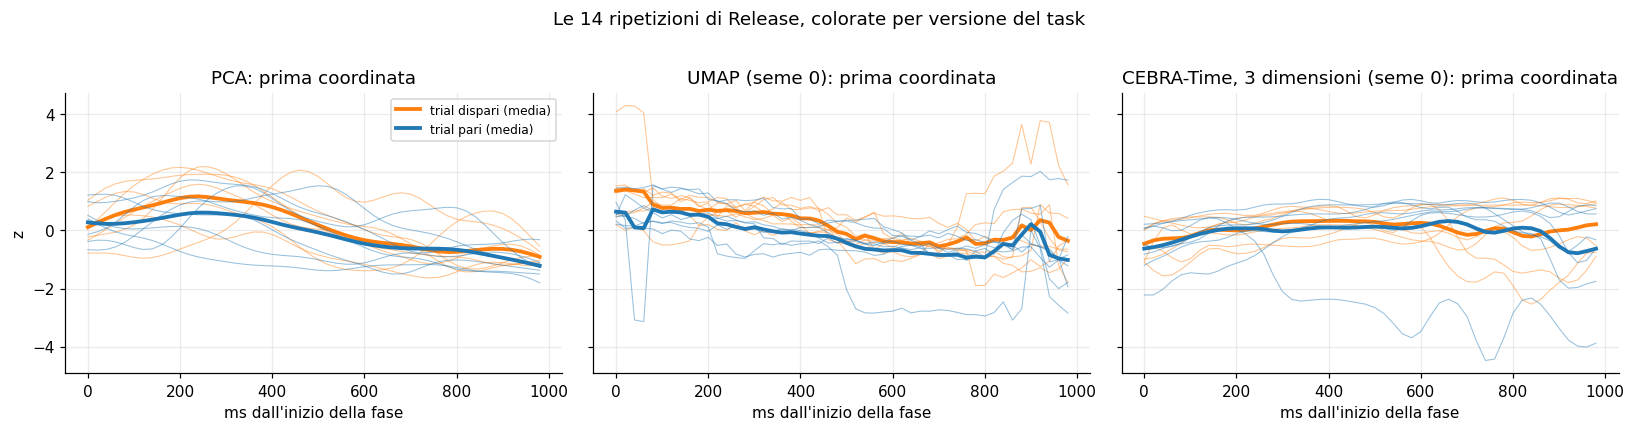 Le 14 ripetizioni di Release, colorate per versione del task
PCA: prima coordinata
UMAP (seme 0): prima coordinata
CEBRA-Time, 3 dimensioni (seme 0): prima coordinata
trial dispari (media)
trial pari (media)
z
4
2
0
−2
−4
0 200 400 600 800 1000
0 200 400 600 800 1000
0 200 400 600 800 1000
ms dall'inizio della fase
ms dall'inizio della fase
ms dall'inizio della fase